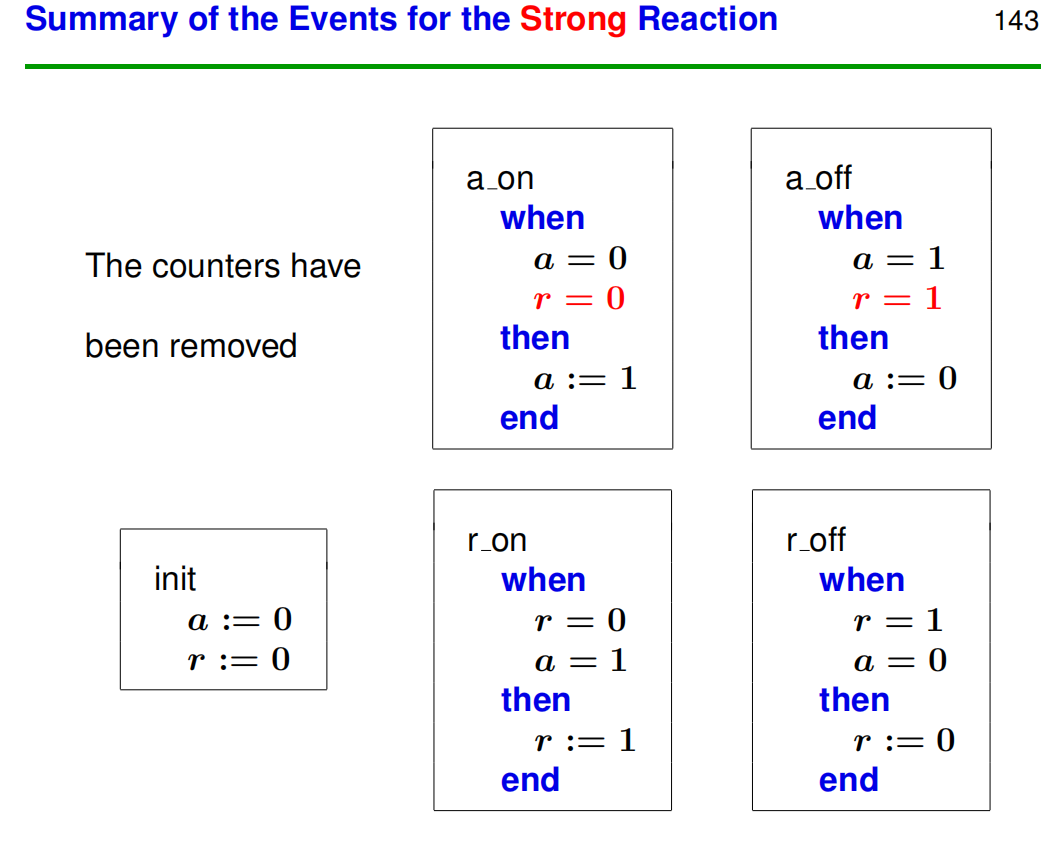 Summary of the Events for the Strong Reaction
143
The counters have
been removed
a_on
when
a = 0
r = 0
then
a := 1
end
a_off
when
a = 1
r = 1
then
a := 0
end
init
a := 0
r := 0
r_on
when
r = 0
a = 1
then
r := 1
end
r_off
when
r = 1
a = 0
then
r := 0
end